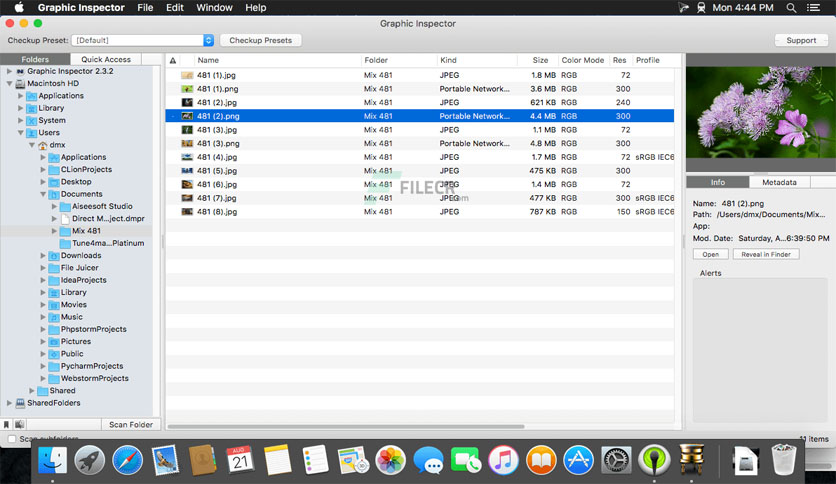 Graphic Inspector File Edit Window Help Mon 4:44 PM
Graphic Inspector
Checkup Preset: [Default] Checkup Presets Support
Folders Quick Access
Graphic Inspector 2.3.2
Macintosh HD
Applications
Library
System
Users
dmx
Applications
CLionProjects
Desktop
Documents
Aiseesoft Studio
Direct M...ject.dmpr
Mix 481
Tune4ma...Platinum
Downloads
File Juicer
IdeaProjects
Library
Movies
Music
PhpstormProjects
Pictures
Public
PycharmProjects
WebstormProjects
Shared
SharedFolders
Scan Folder
Scan subfolders
Name Folder Kind Size Color Mode Res Profile
481 (1).jpg Mix 481 JPEG 1.8 MB RGB 72
481 (1).png Mix 481 Portable Network... 3.6 MB RGB 300
481 (2).jpg Mix 481 JPEG 621 KB RGB 240
481 (2).png Mix 481 Portable Network... 4.4 MB RGB 300
481 (3).jpg Mix 481 JPEG 1.1 MB RGB 72
481 (3).png Mix 481 Portable Network... 4.8 MB RGB 300
481 (4).jpg Mix 481 JPEG 1.7 MB RGB 72 sRGB IEC6
481 (5).jpg Mix 481 JPEG 475 KB RGB 300
481 (6).jpg Mix 481 JPEG 1.4 MB RGB 72
481 (7).jpg Mix 481 JPEG 477 KB RGB 300 sRGB IEC6
481 (8).jpg Mix 481 JPEG 787 KB RGB 150 sRGB IEC6
FILECR
.com
Info Metadata
Name: 481 (2).png
Path: /Users/dmx/Documents/Mix...
App:
Mod. Date: Saturday, A...6:39:50 PM
Open Reveal in Finder
Alerts
11 items
AUG
21